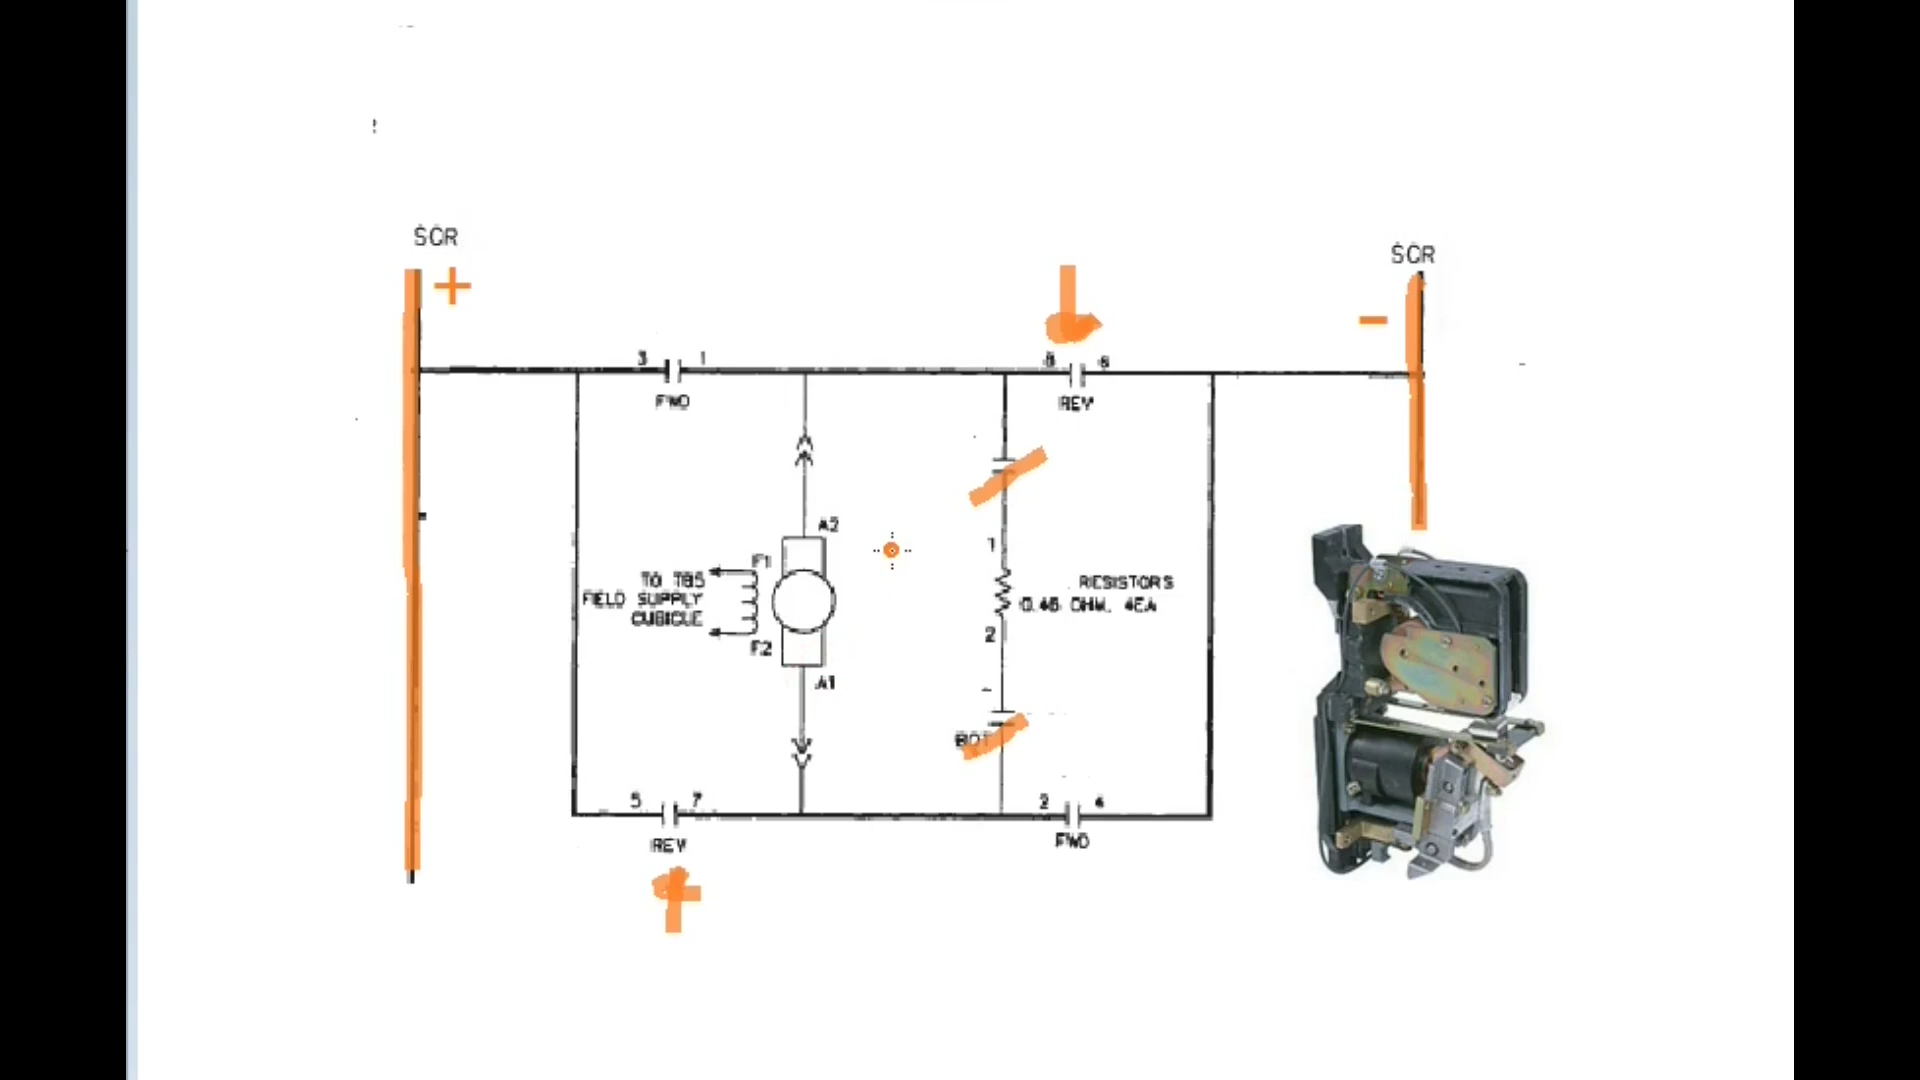 SCR
+
SCR
-
3 1
8 6
FWD
REV
A2
F1
1
TO TB5
FIELD SUPPLY
CUBICLE
RESISTORS
0.46 OHM, 4EA
2
F2
A1
5 7
2 4
REV
FWD